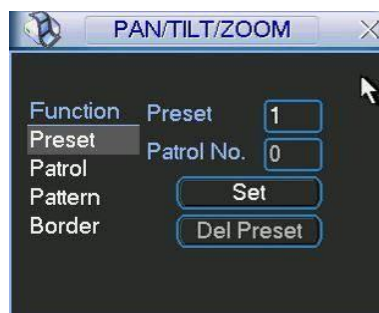 PAN/TILT/ZOOM
Function
Preset
Patrol
Pattern
Border
Preset 1
Patrol No. 0
Set
Del Preset